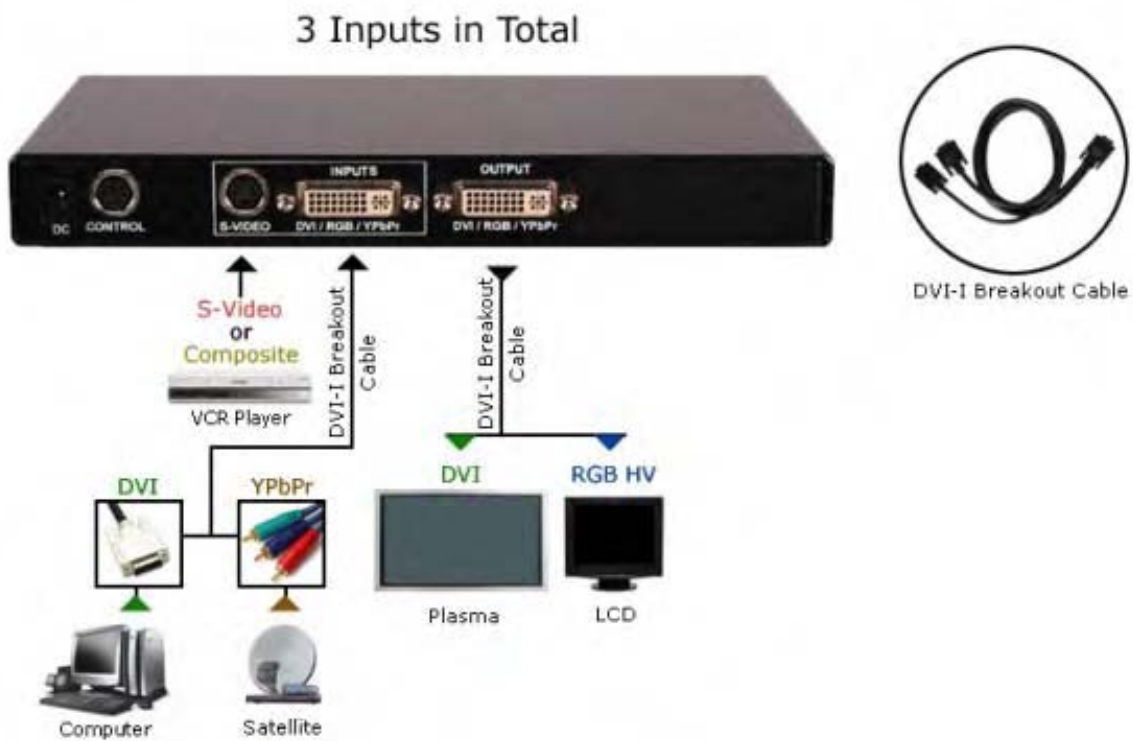 3 Inputs in Total
INPUTS
OUTPUT
DC
CONTROL
S-VIDEO
DVI / RGB / YPbPr
DVI / RGB / YPbPr
DVI-I Breakout Cable
S-Video
or
Composite
VCR Player
DVI-I Breakout
Cable
DVI-I Breakout
Cable
DVI
YPbPr
DVI
RGB HV
Plasma
LCD
Computer
Satellite